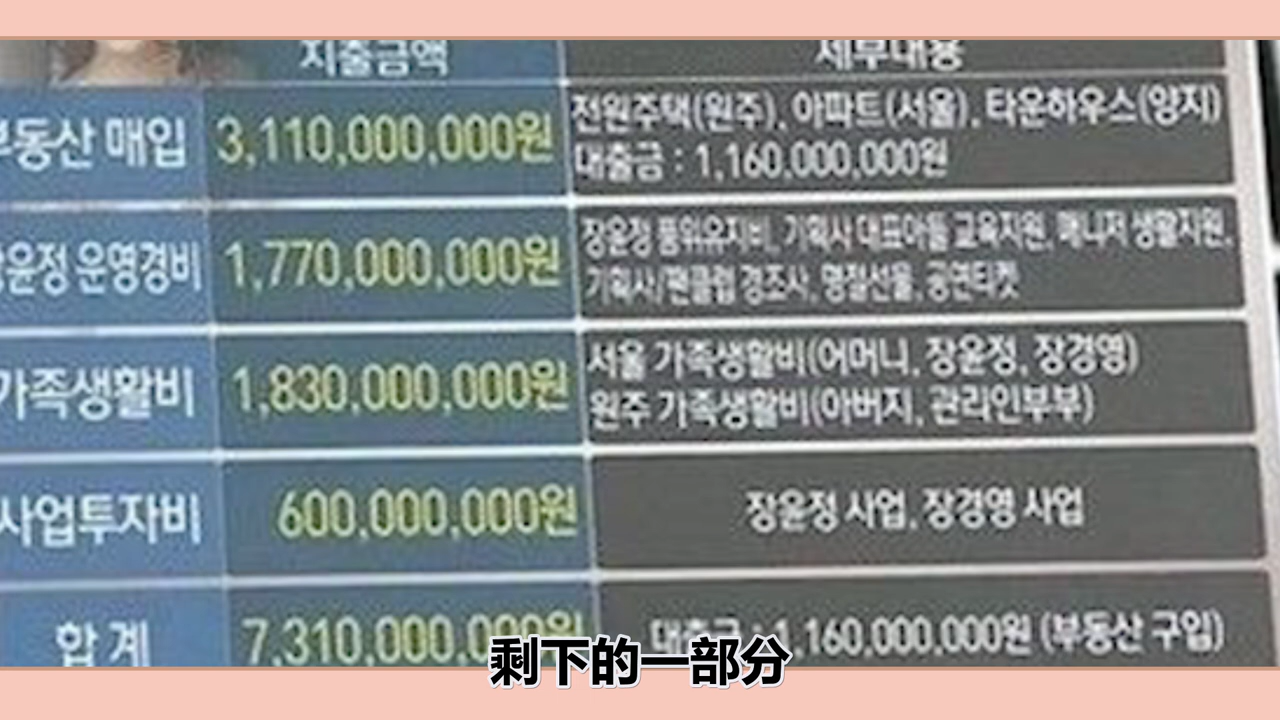 지출금액 세부내용
부동산 매입 3,110,000,000원 전원주택(원주), 아파트(서울), 타운하우스(양지)
대출금 : 1,160,000,000원
장윤정 운영경비 1,770,000,000원 장윤정 품위유지비, 기획사 대표아들 교육지원, 매니저 생활지원,
기획사/팬클럽 경조사, 명절선물, 공연티켓
가족생활비 1,830,000,000원 서울 가족생활비(어머니, 장윤정, 장경영)
원주 가족생활비(아버지, 관리인부부)
사업투자비 600,000,000원 장윤정 사업, 장경영 사업
합 계 7,310,000,000원 대출금 : 1,160,000,000원 (부동산 구입)
剩下的一部分